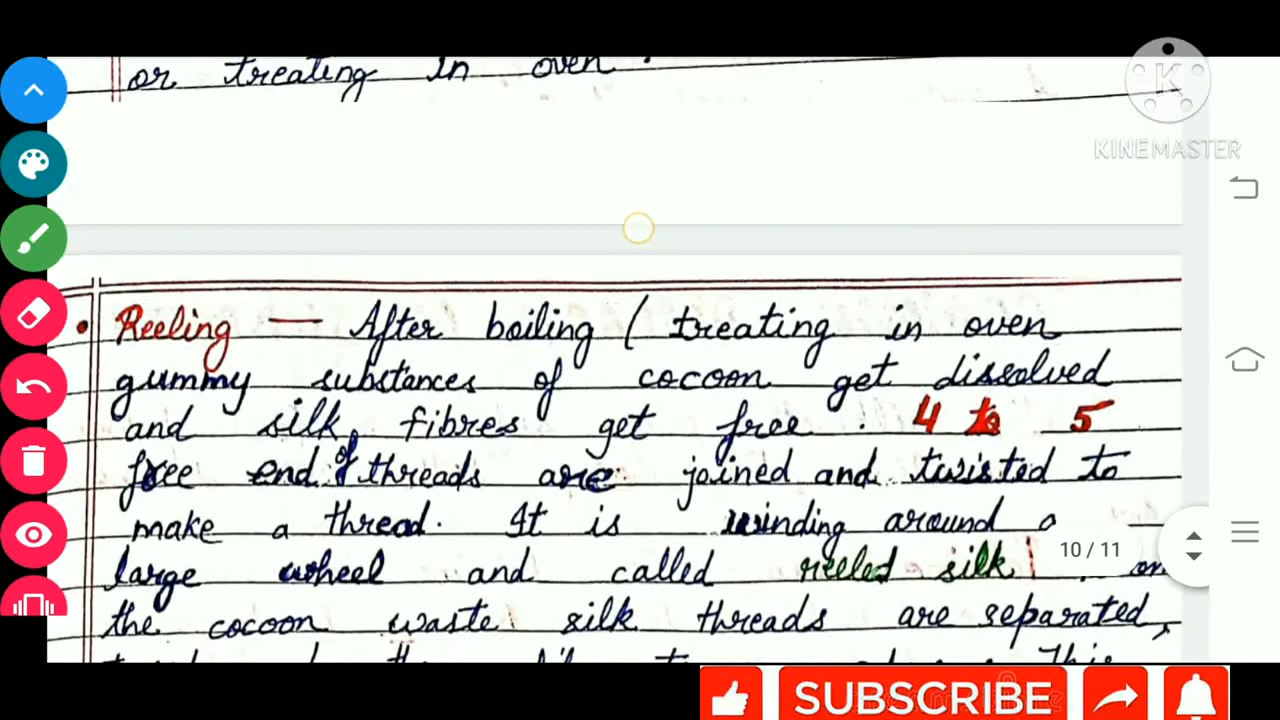 or treating in oven.
KINEMASTER
• Reeling — After boiling ( treating in oven
gummy substances of cocoon get dissolved
and silk fibres get free. 4 to 5
free end of threads are joined and twisted to
make a thread. It is winding around a
10 / 11
large wheel and called reeled silk
the cocoon waste silk threads are separated,
This
SUBSCRIBE